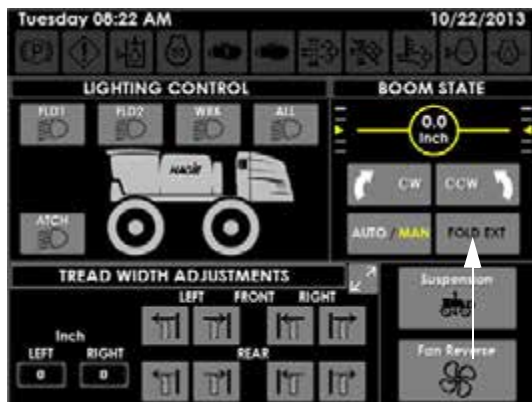 Tuesday 08:22 AM
10/22/2013
(P)
LIGHTING CONTROL
FLD1
FLD2
WRK
ALL
HAGIE
ATCH
BOOM STATE
0.0
Inch
CW
CCW
AUTO / MAN
FOLD EXT
TREAD WIDTH ADJUSTMENTS
LEFT FRONT RIGHT
Inch
LEFT RIGHT
0 0
REAR
Suspension
Fan Reverse